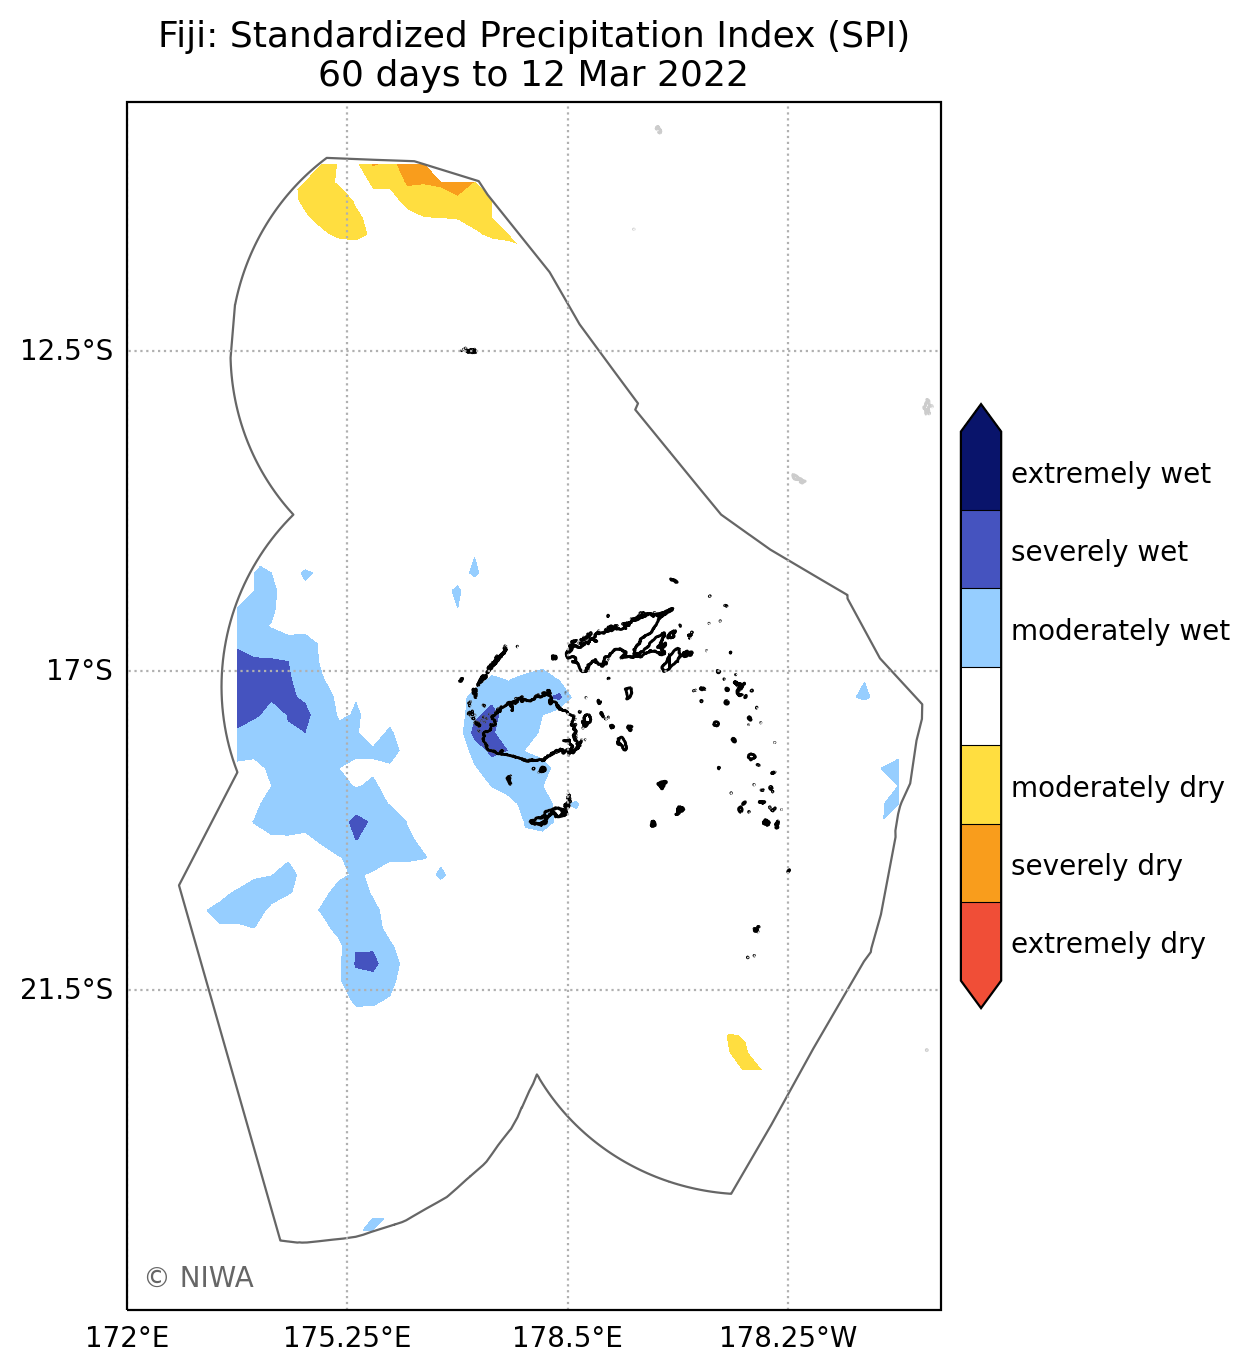 Fiji: Standardized Precipitation Index (SPI)
60 days to 12 Mar 2022
12.5°S
17°S
21.5°S
172°E
175.25°E
178.5°E
178.25°W
extremely wet
severely wet
moderately wet
moderately dry
severely dry
extremely dry
© NIWA